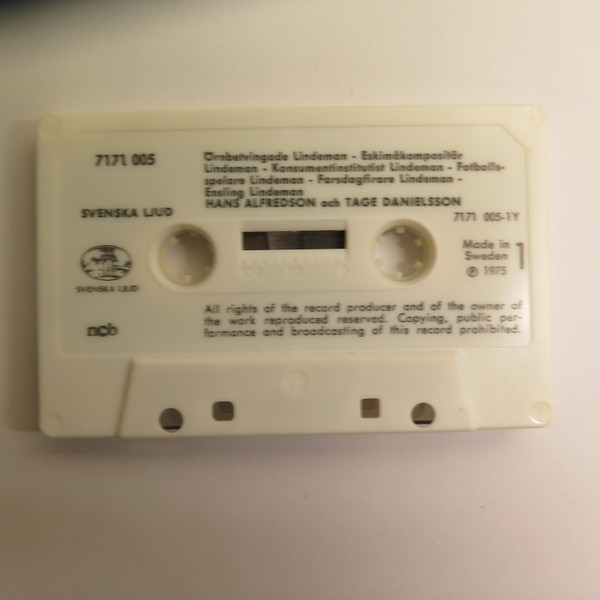 7171 005
Örnbetvingade Lindeman - Eskimåkompositör
Lindeman - Konsumentinstitutist Lindeman - Fotbolls-
spelare Lindeman - Farsdagfirare Lindeman -
Ensling Lindeman
HANS ALFREDSON och TAGE DANIELSSON
SVENSKA LJUD
7171 005-1Y
Made in
Sweden
℗ 1975
1
SVENSKA LJUD
ncb
All rights of the record producer and of the owner of
the work reproduced reserved. Copying, public per-
formance and broadcasting of this record prohibited.